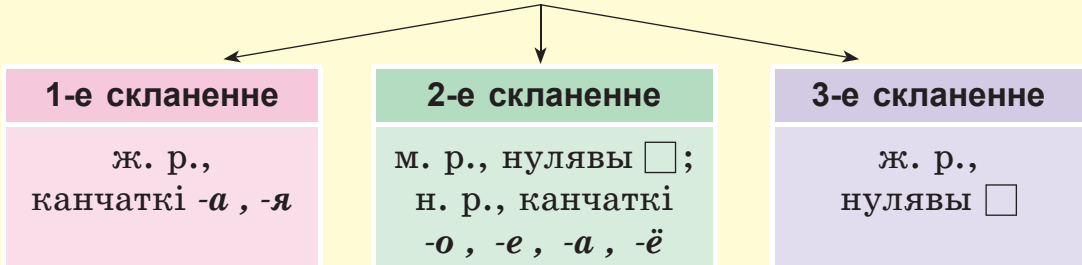 1-е скланенне
ж. р.,
канчаткі -а , -я
2-е скланенне
м. р., нулявы □ ;
н. р., канчаткі
-о , -е , -а , -ё
3-е скланенне
ж. р.,
нулявы □